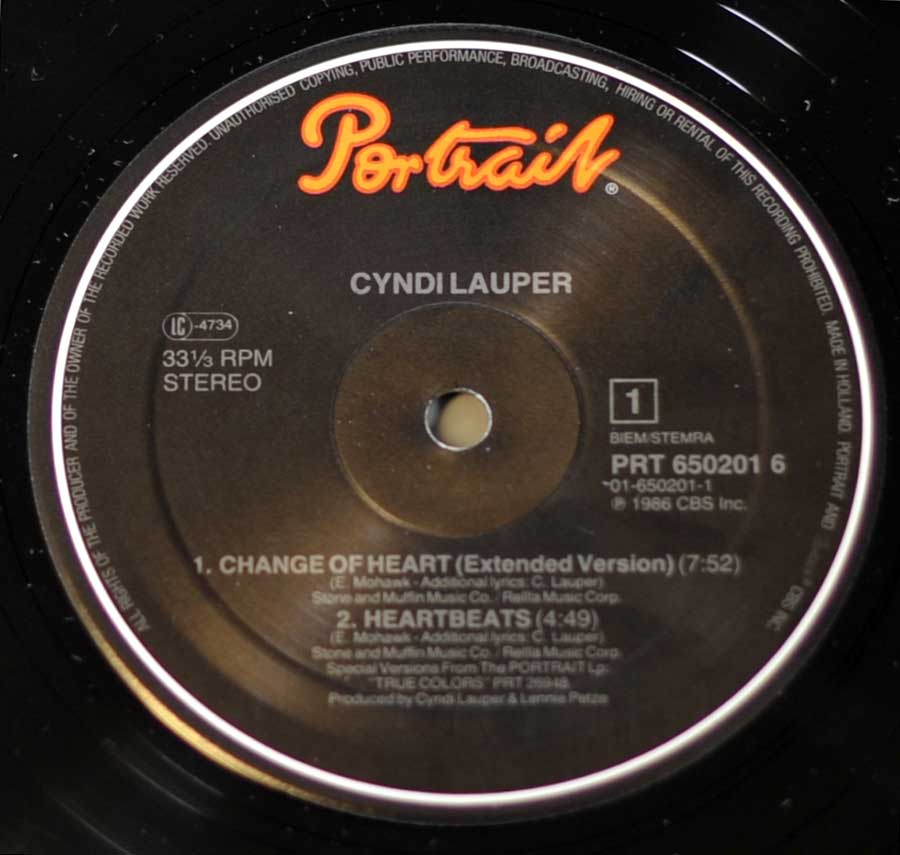 ALL RIGHTS OF THE PRODUCER AND OF THE OWNER OF THE RECORDED WORK RESERVED. UNAUTHORISED COPYING, PUBLIC PERFORMANCE, BROADCASTING, HIRING OR RENTAL OF THIS RECORDING PROHIBITED. MADE IN HOLLAND. PORTRAIT AND CBS INC.
Portrait®
CYNDI LAUPER
LC-4734
33⅓ RPM
STEREO
1
BIEM/STEMRA
PRT 650201 6
01-650201-1
℗ 1986 CBS Inc.
1. CHANGE OF HEART (Extended Version) (7:52)
(E. Mohawk - Additional lyrics: C. Lauper)
Stone and Muffin Music Co. / Rellla Music Corp.
2. HEARTBEATS (4:49)
(E. Mohawk - Additional lyrics: C. Lauper)
Stone and Muffin Music Co. / Rellla Music Corp.
Special Versions From The PORTRAIT Lp:
"TRUE COLORS" PRT 26948
Produced by Cyndi Lauper & Lennie Petze